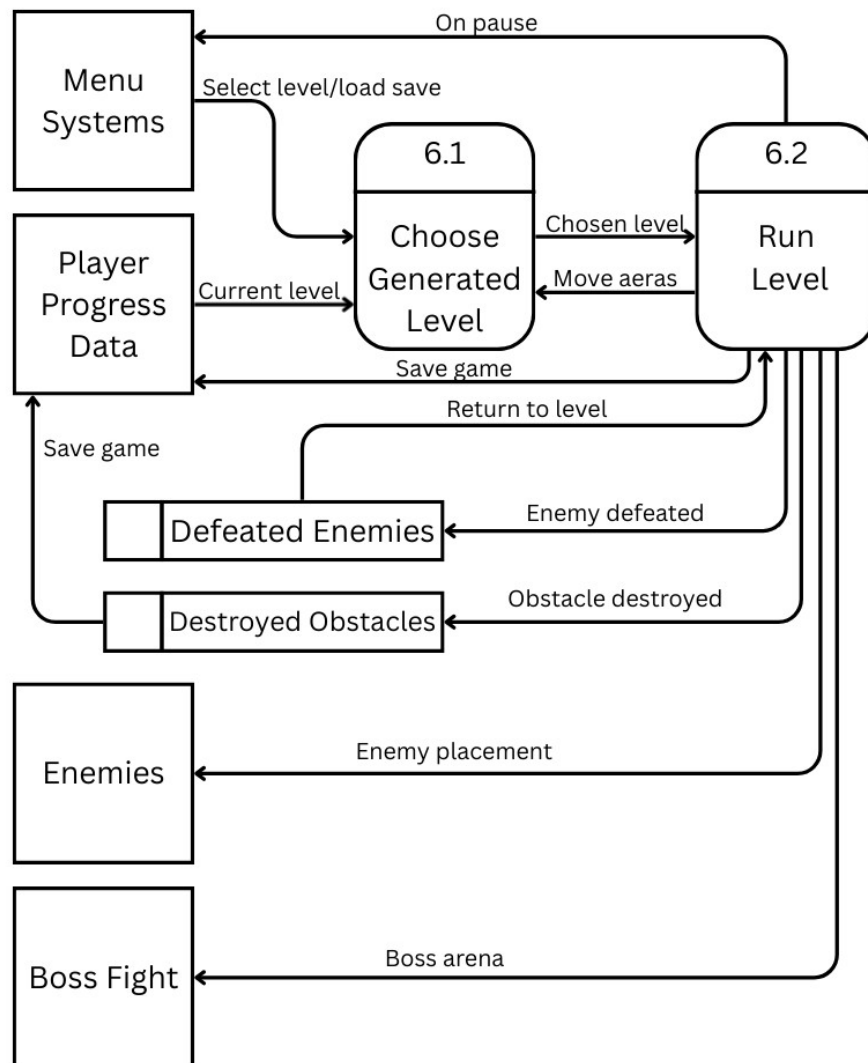 On pause
Menu
Systems
Select level/load save
6.1
6.2
Choose
Generated
Level
Chosen level
Move aeras
Run
Level
Player
Progress
Data
Current level
Save game
Return to level
Save game
Defeated Enemies
Enemy defeated
Destroyed Obstacles
Obstacle destroyed
Enemies
Enemy placement
Boss Fight
Boss arena